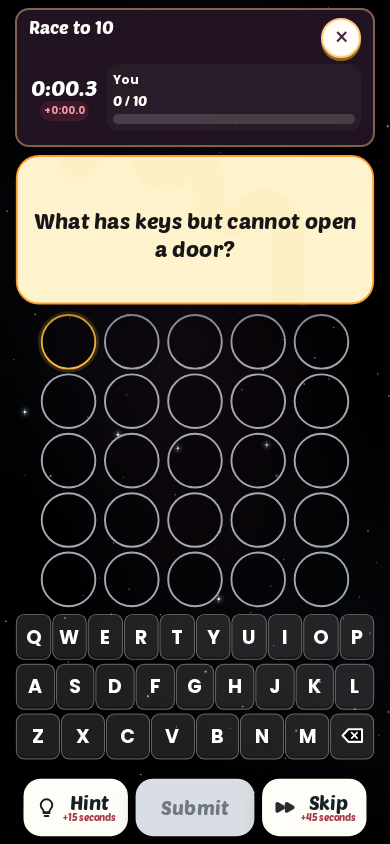 Race to 10
0:00.3
+0:00.0
You
0 / 10
What has keys but cannot open
a door?
Q W E R T Y U I O P
A S D F G H J K L
Z X C V B N M
Hint
+15 seconds
Submit
Skip
+45 seconds